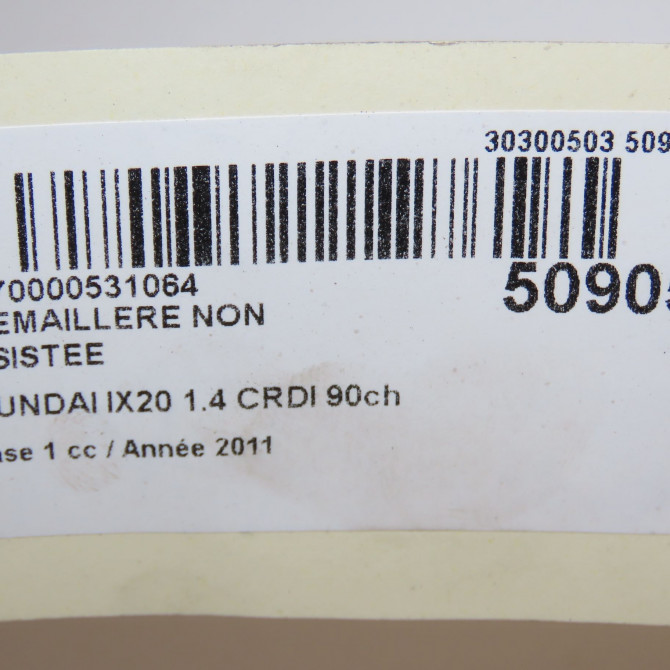 30300503 509
70000531064
5090
EMAILLERE NON
SISTEE
UNDAI IX20 1.4 CRDI 90ch
ase 1 cc / Année 2011